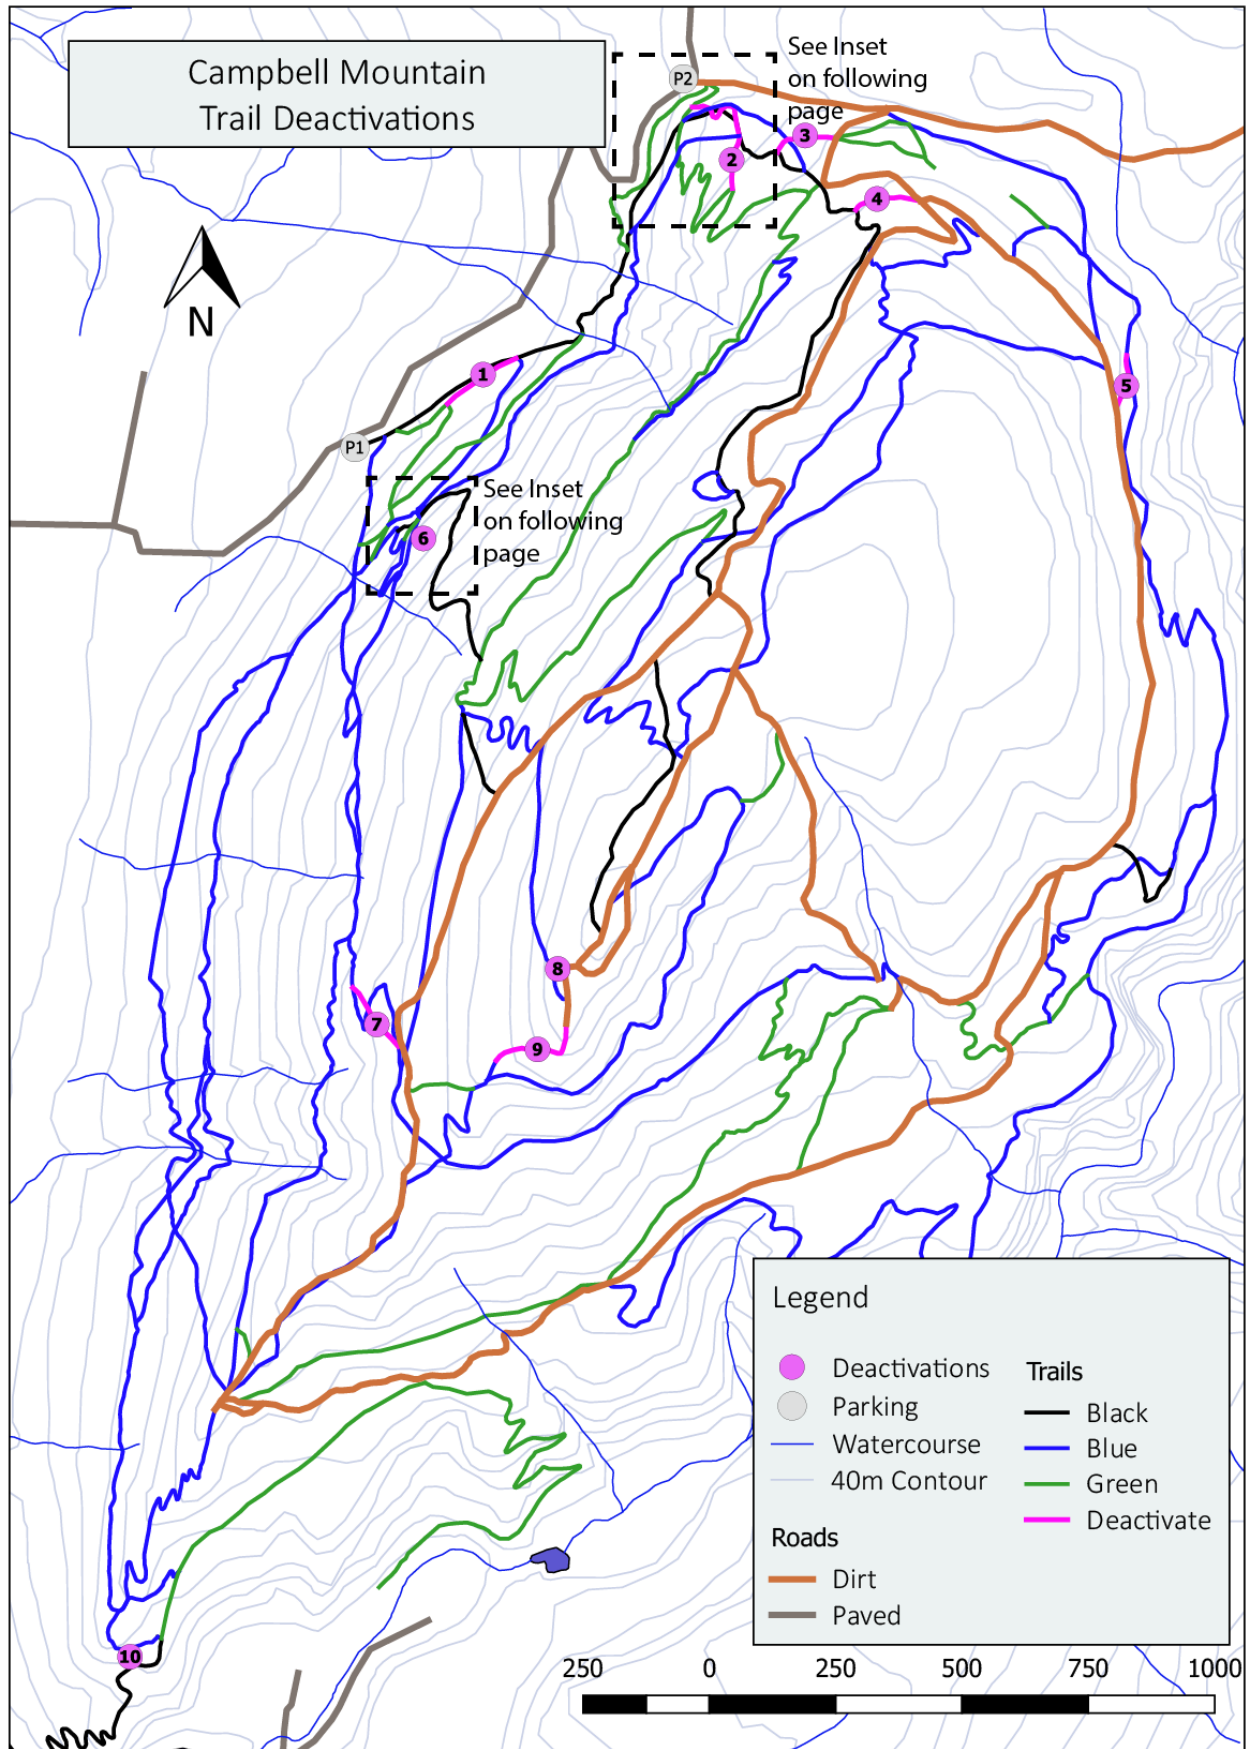 Campbell Mountain
Trail Deactivations
P2
See Inset
on following
page
3
2
4
N
1
5
P1
See Inset
on following
page
6
8
7
9
10
Legend
Deactivations
Parking
Watercourse
40m Contour
Roads
Dirt
Paved
Trails
Black
Blue
Green
Deactivate
250 0 250 500 750 1000